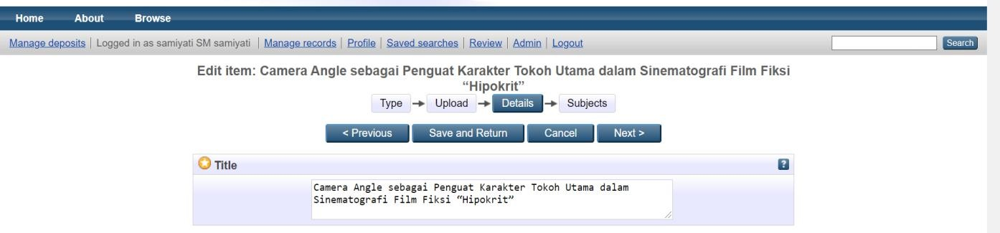 Home About Browse
Manage deposits | Logged in as samiyati SM samiyati | Manage records | Profile | Saved searches | Review | Admin | Logout Search
Edit item: Camera Angle sebagai Penguat Karakter Tokoh Utama dalam Sinematografi Film Fiksi
“Hipokrit”
Type → Upload → Details → Subjects
< Previous Save and Return Cancel Next >
Title ?
Camera Angle sebagai Penguat Karakter Tokoh Utama dalam
Sinematografi Film Fiksi “Hipokrit”